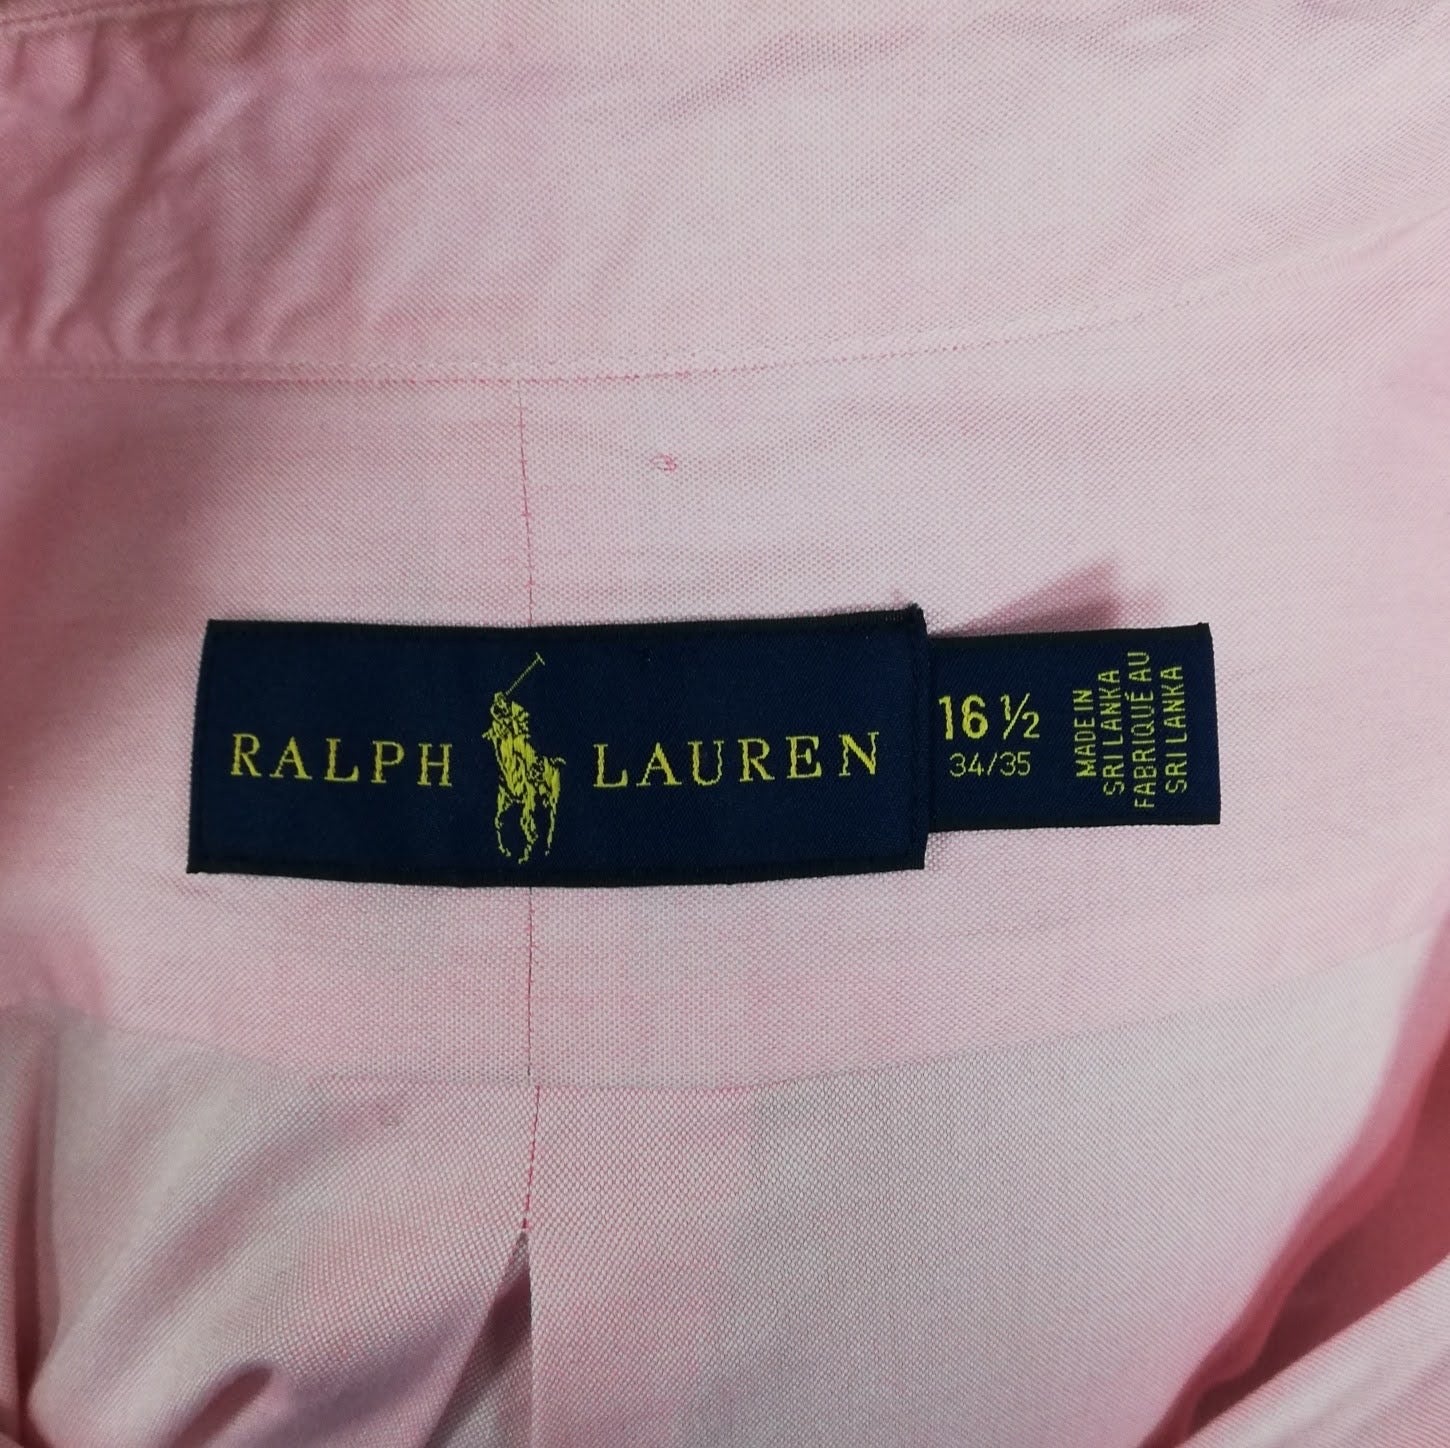 RALPH LAUREN
16 ½
34/35
MADE IN
SRI LANKA
FABRIQUÉ AU
SRI LANKA